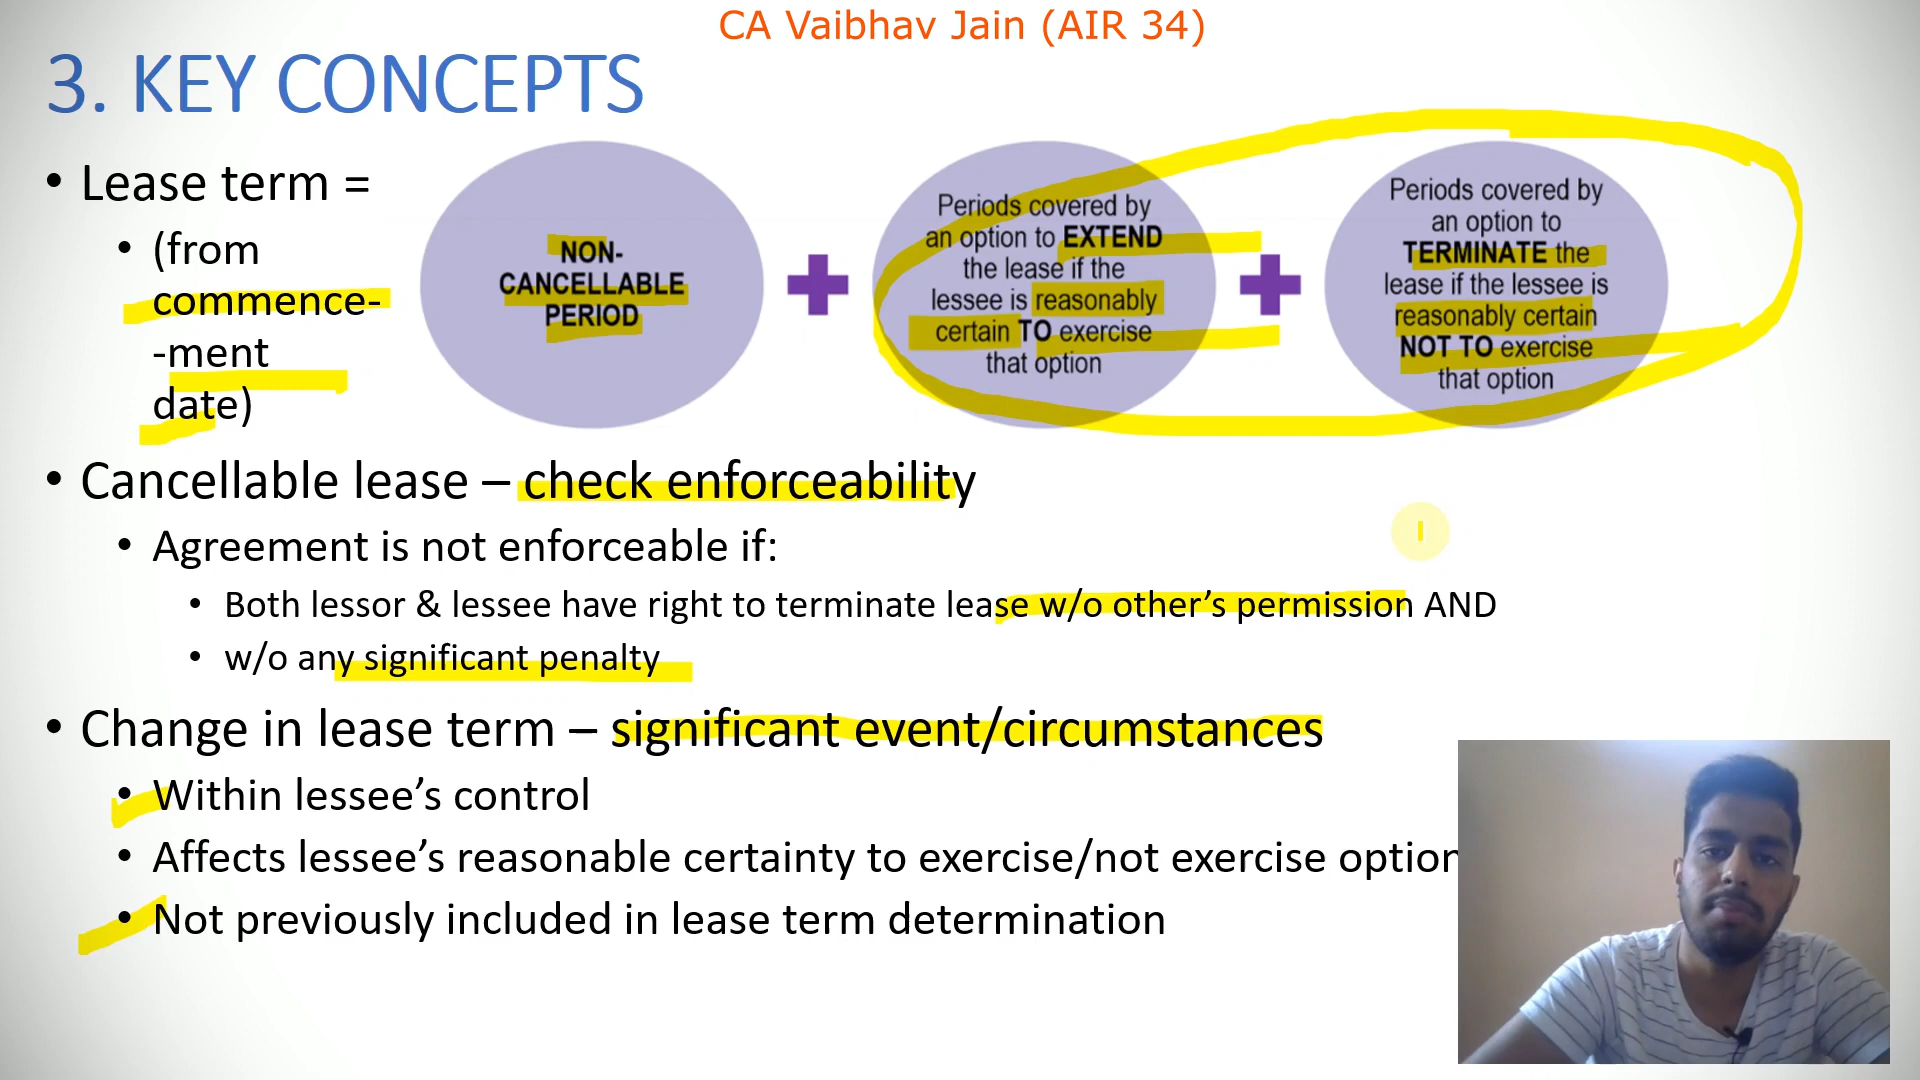 CA Vaibhav Jain (AIR 34)
3. KEY CONCEPTS
• Lease term =
• (from
commence-
-ment
date)
NON-
CANCELLABLE
PERIOD
Periods covered by
an option to EXTEND
the lease if the
lessee is reasonably
certain TO exercise
that option
Periods covered by
an option to
TERMINATE the
lease if the lessee is
reasonably certain
NOT TO exercise
that option
• Cancellable lease – check enforceability
• Agreement is not enforceable if:
• Both lessor & lessee have right to terminate lease w/o other’s permission AND
• w/o any significant penalty
• Change in lease term – significant event/circumstances
• Within lessee’s control
• Affects lessee’s reasonable certainty to exercise/not exercise option
• Not previously included in lease term determination